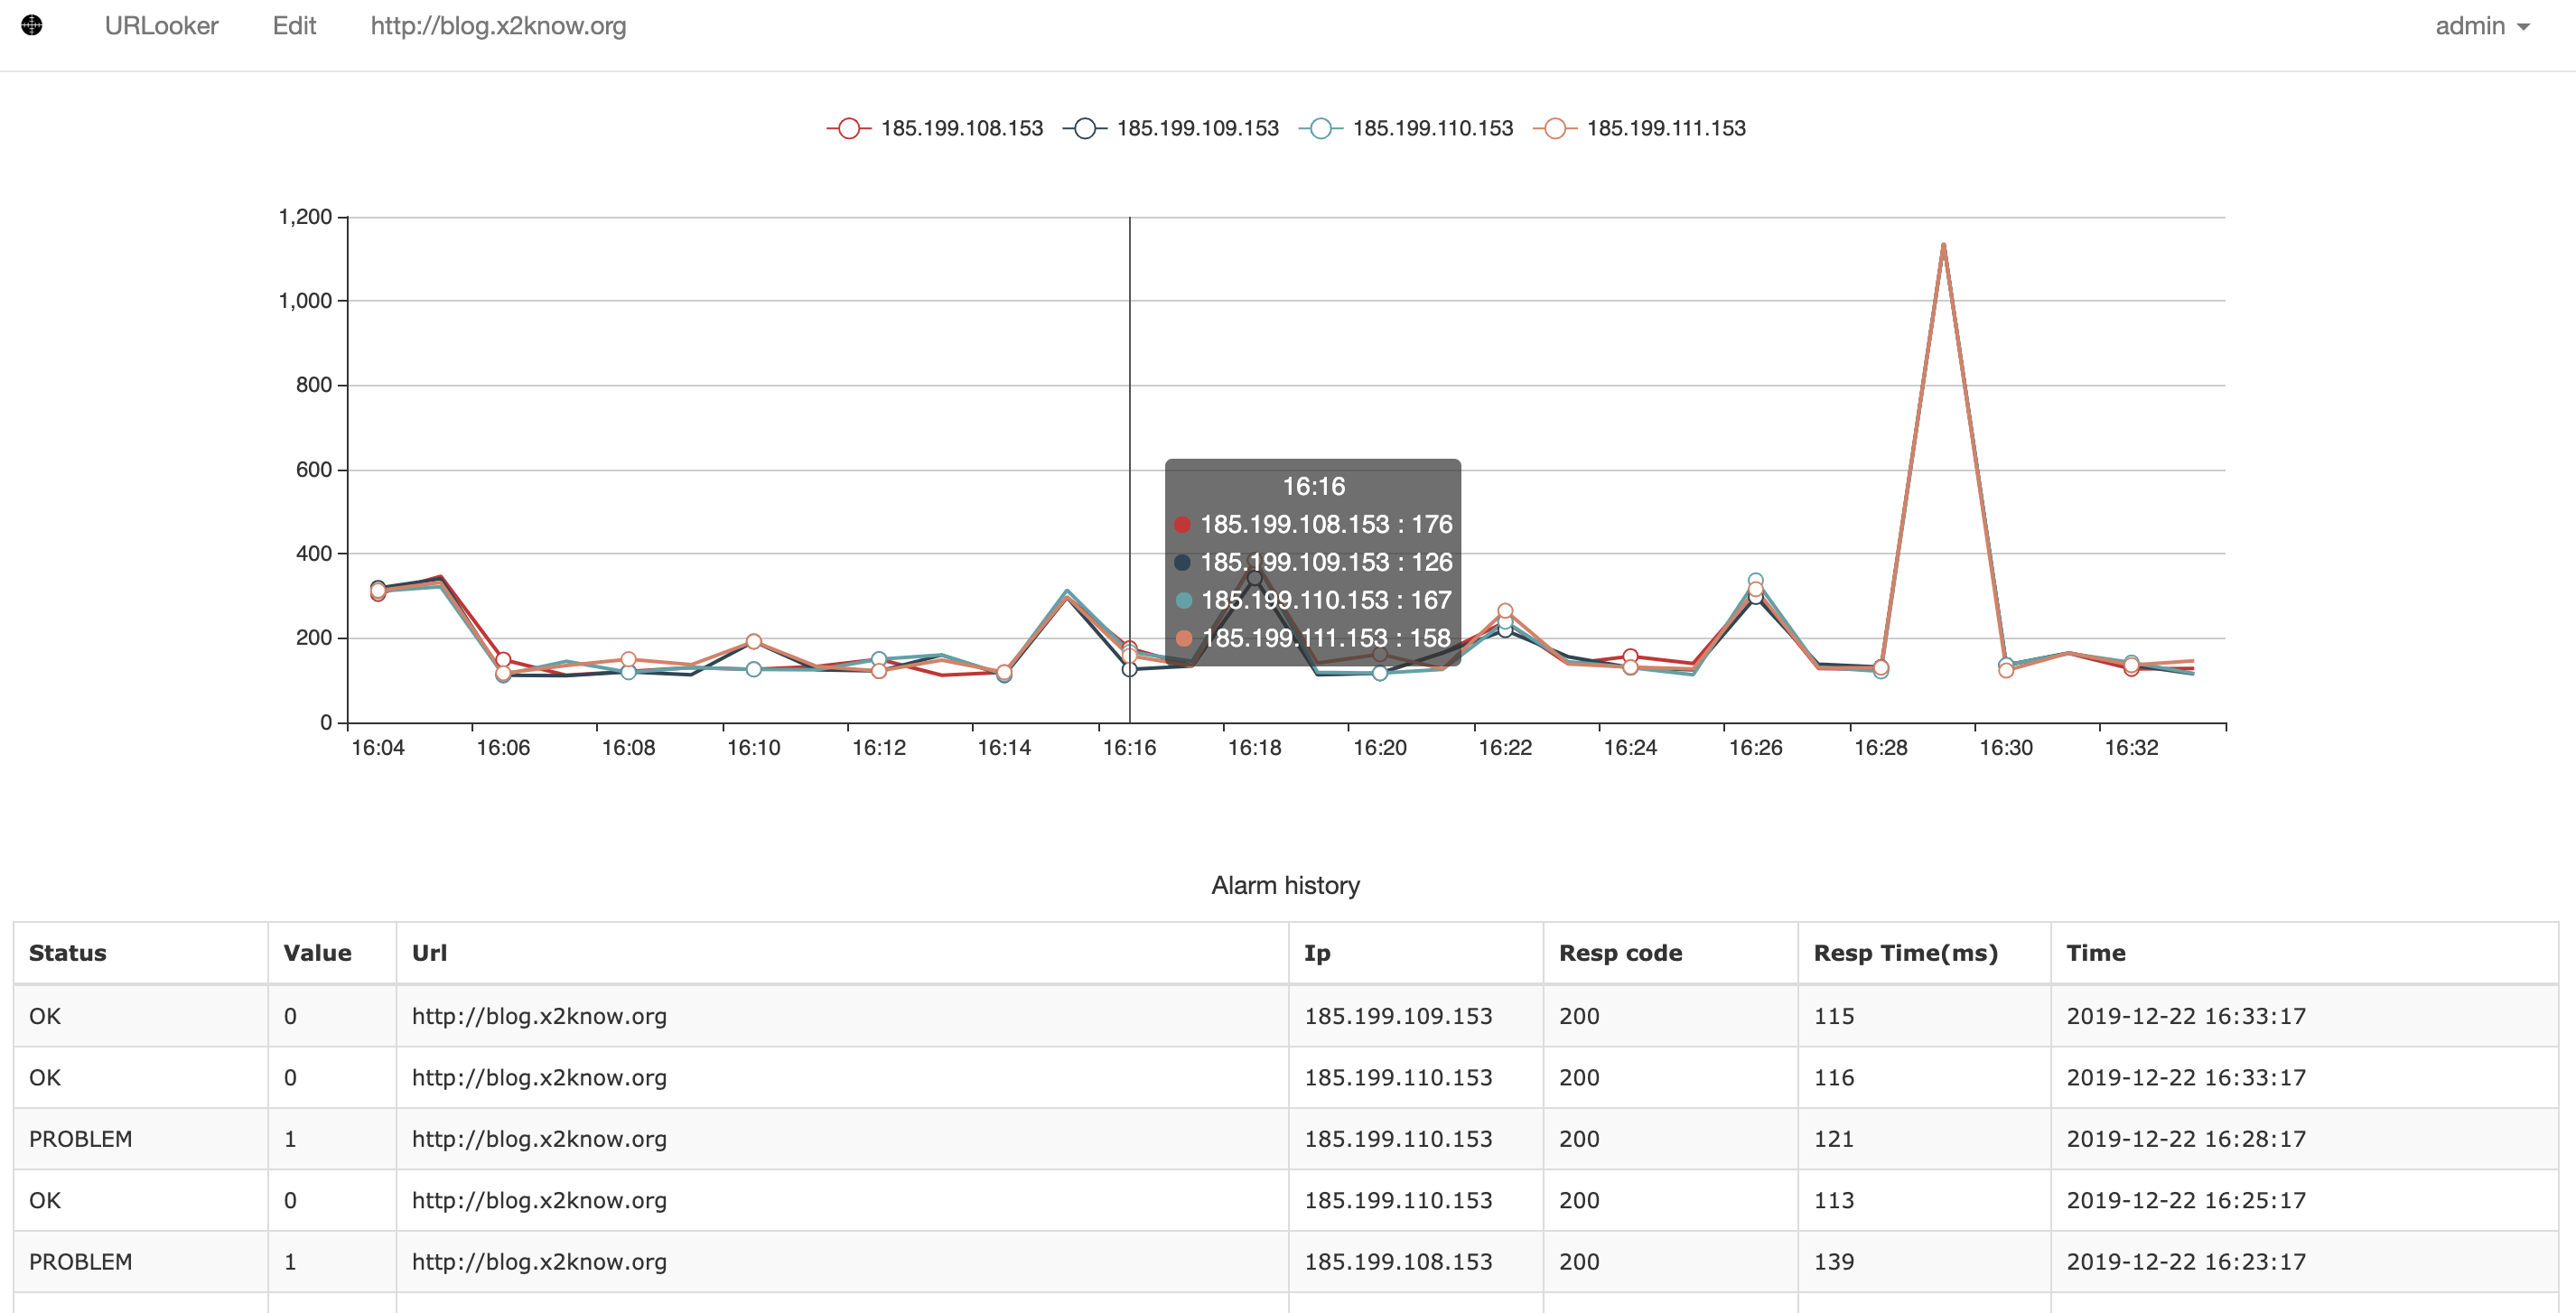 URLooker Edit http://blog.x2know.org admin
185.199.108.153 185.199.109.153 185.199.110.153 185.199.111.153
1,200
1,000
800
600
400
200
0
16:16
185.199.108.153 : 176
185.199.109.153 : 126
185.199.110.153 : 167
185.199.111.153 : 158
16:04 16:06 16:08 16:10 16:12 16:14 16:16 16:18 16:20 16:22 16:24 16:26 16:28 16:30 16:32
Alarm history
Status Value Url Ip Resp code Resp Time(ms) Time
OK 0 http://blog.x2know.org 185.199.109.153 200 115 2019-12-22 16:33:17
OK 0 http://blog.x2know.org 185.199.110.153 200 116 2019-12-22 16:33:17
PROBLEM 1 http://blog.x2know.org 185.199.110.153 200 121 2019-12-22 16:28:17
OK 0 http://blog.x2know.org 185.199.110.153 200 113 2019-12-22 16:25:17
PROBLEM 1 http://blog.x2know.org 185.199.108.153 200 139 2019-12-22 16:23:17